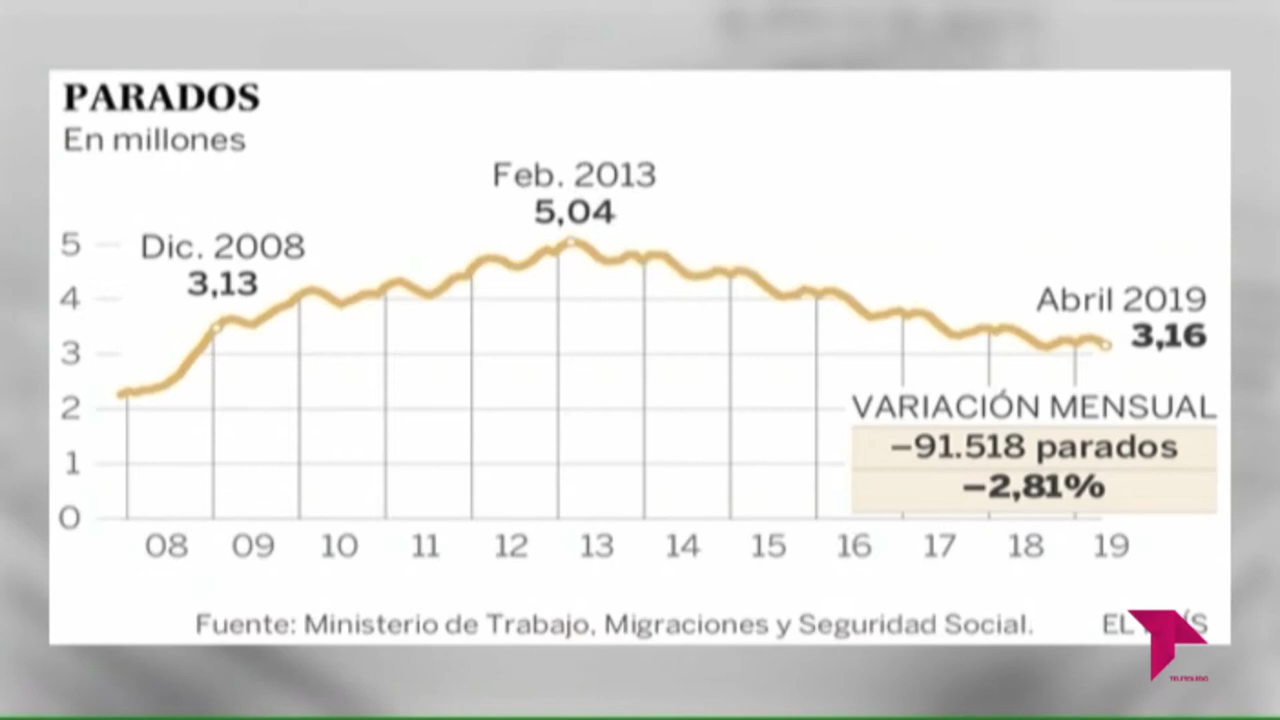 PARADOS
En millones
Feb. 2013
5,04
Dic. 2008
3,13
Abril 2019
3,16
5
4
3
2
1
0
VARIACIÓN MENSUAL
−91.518 parados
−2,81%
08 09 10 11 12 13 14 15 16 17 18 19
Fuente: Ministerio de Trabajo, Migraciones y Seguridad Social.
EL